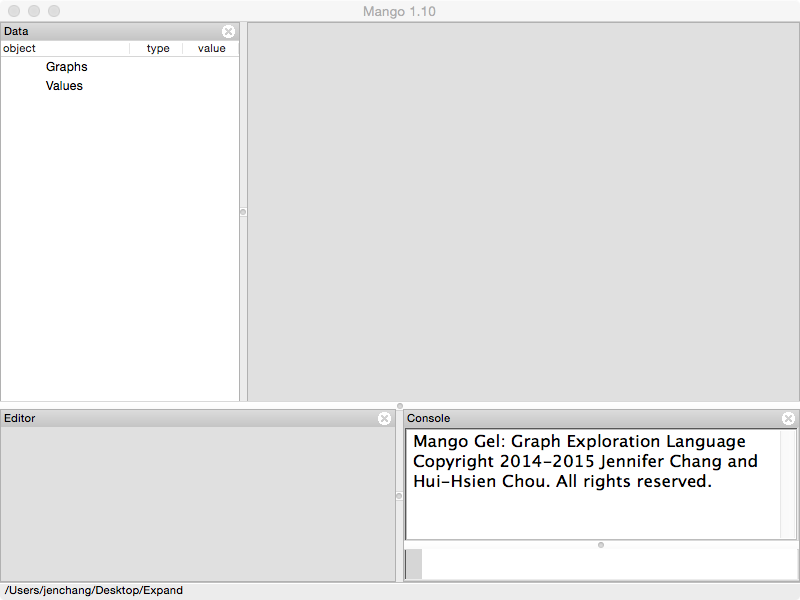 Mango 1.10
Data
object type value
Graphs
Values
Editor
Console
Mango Gel: Graph Exploration Language
Copyright 2014-2015 Jennifer Chang and
Hui-Hsien Chou. All rights reserved.
/Users/jenchang/Desktop/Expand